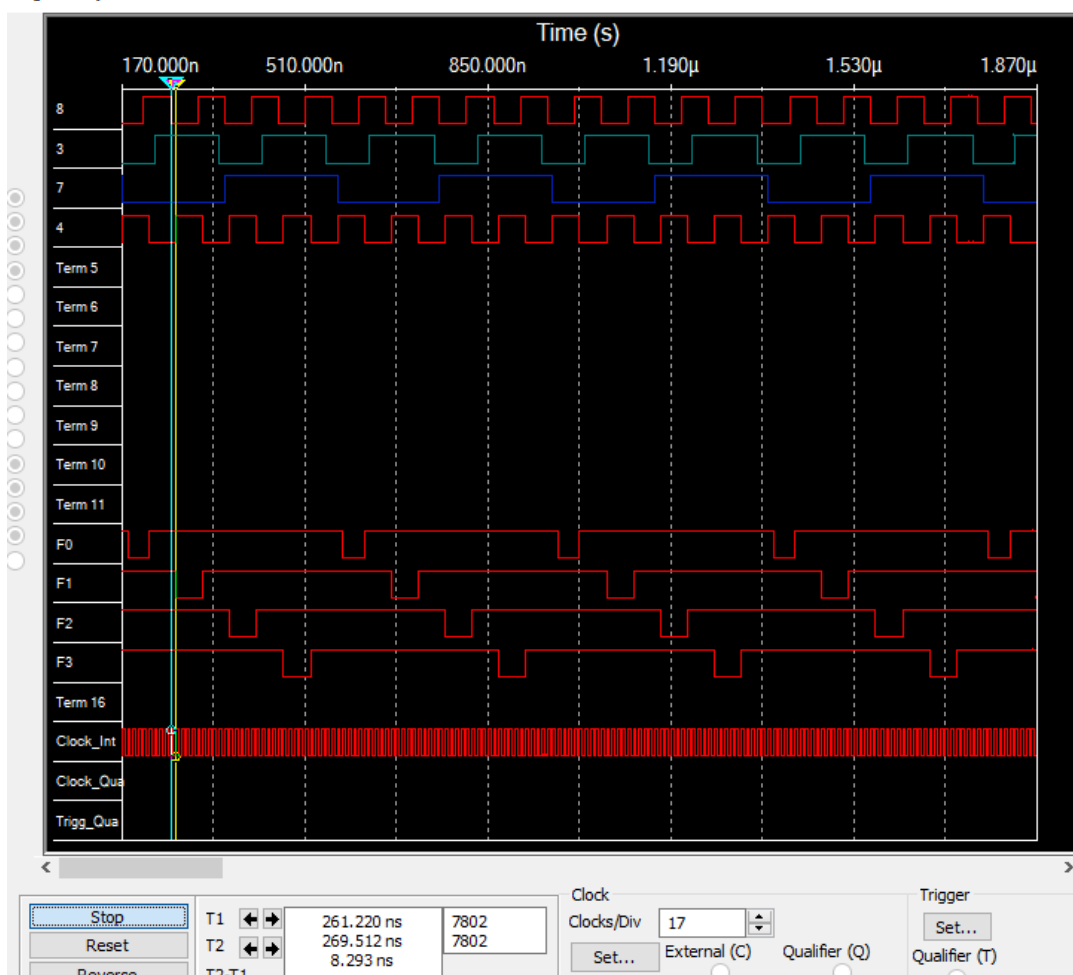 Time (s)
170.000n 510.000n 850.000n 1.190µ 1.530µ 1.870µ
8
3
7
4
Term 5
Term 6
Term 7
Term 8
Term 9
Term 10
Term 11
F0
F1
F2
F3
Term 16
Clock_Int
Clock_Qua
Trigg_Qua
Clock Trigger
Stop T1 261.220 ns 7802 Clocks/Div 17 Set...
Reset T2 269.512 ns 7802 Set... External (C) Qualifier (Q) Qualifier (T)
Reverse T2-T1 8.293 ns